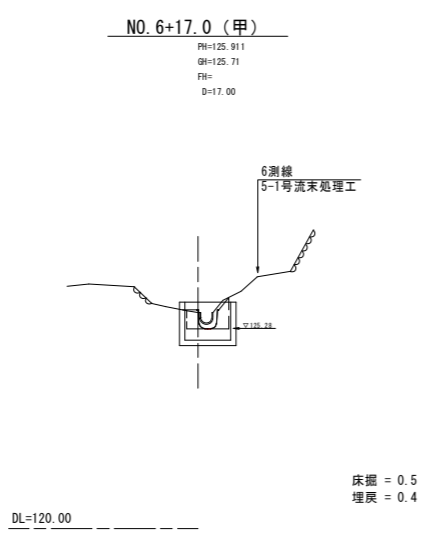 NO.6+17.0 (甲)
PH=125.911
GH=125.71
FH=
D=17.00
6測線
5-1号流末処理工
▽125.28
床掘 = 0.5
埋戻 = 0.4
DL=120.00